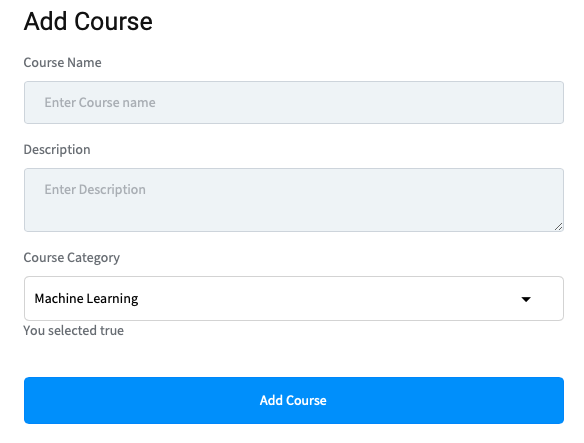 Add Course
Course Name
Enter Course name
Description
Enter Description
Course Category
Machine Learning
You selected true
Add Course